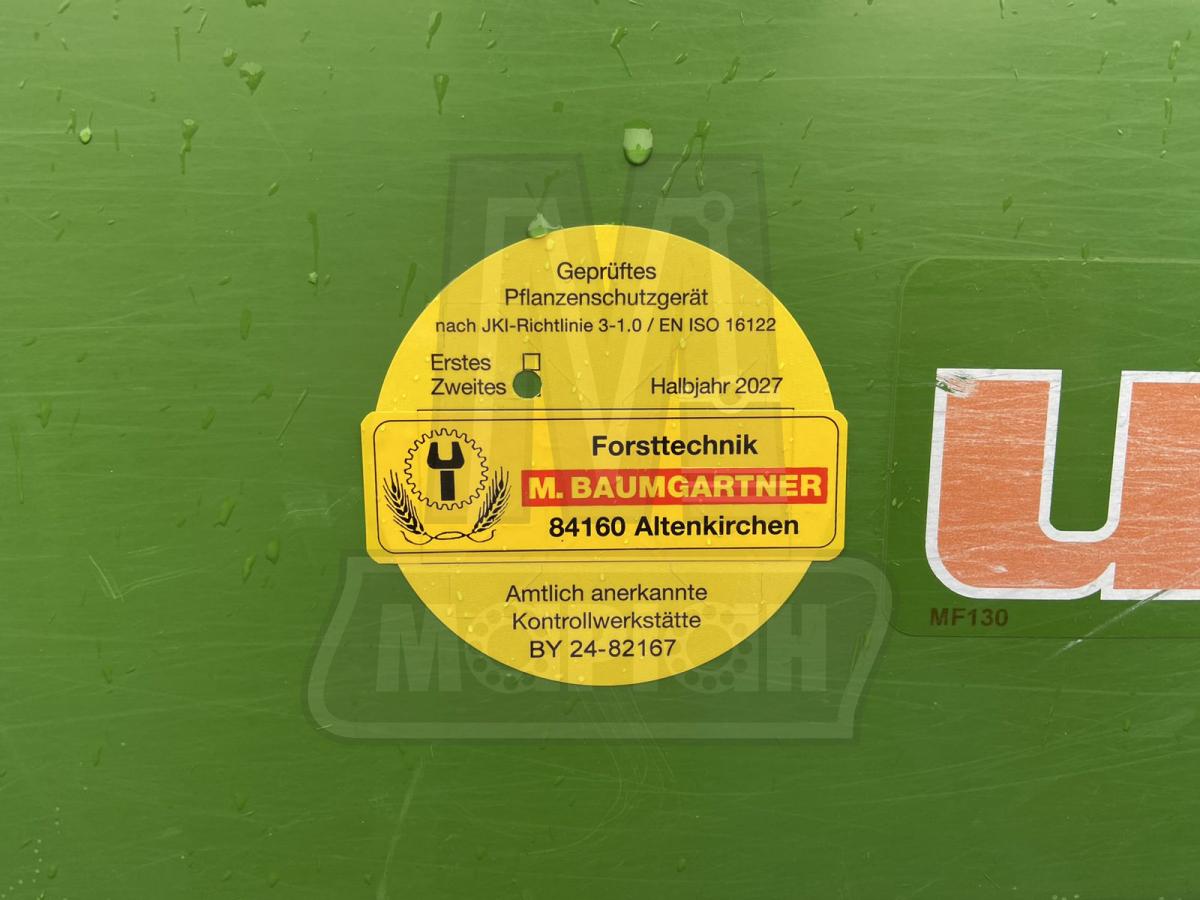 Geprüftes
Pflanzenschutzgerät
nach JKI-Richtlinie 3-1.0 / EN ISO 16122
Erstes
Zweites
Halbjahr 2027
Forsttechnik
M. BAUMGARTNER
84160 Altenkirchen
Amtlich anerkannte
Kontrollwerkstätte
BY 24-82167
u
MF130
МОРГАН